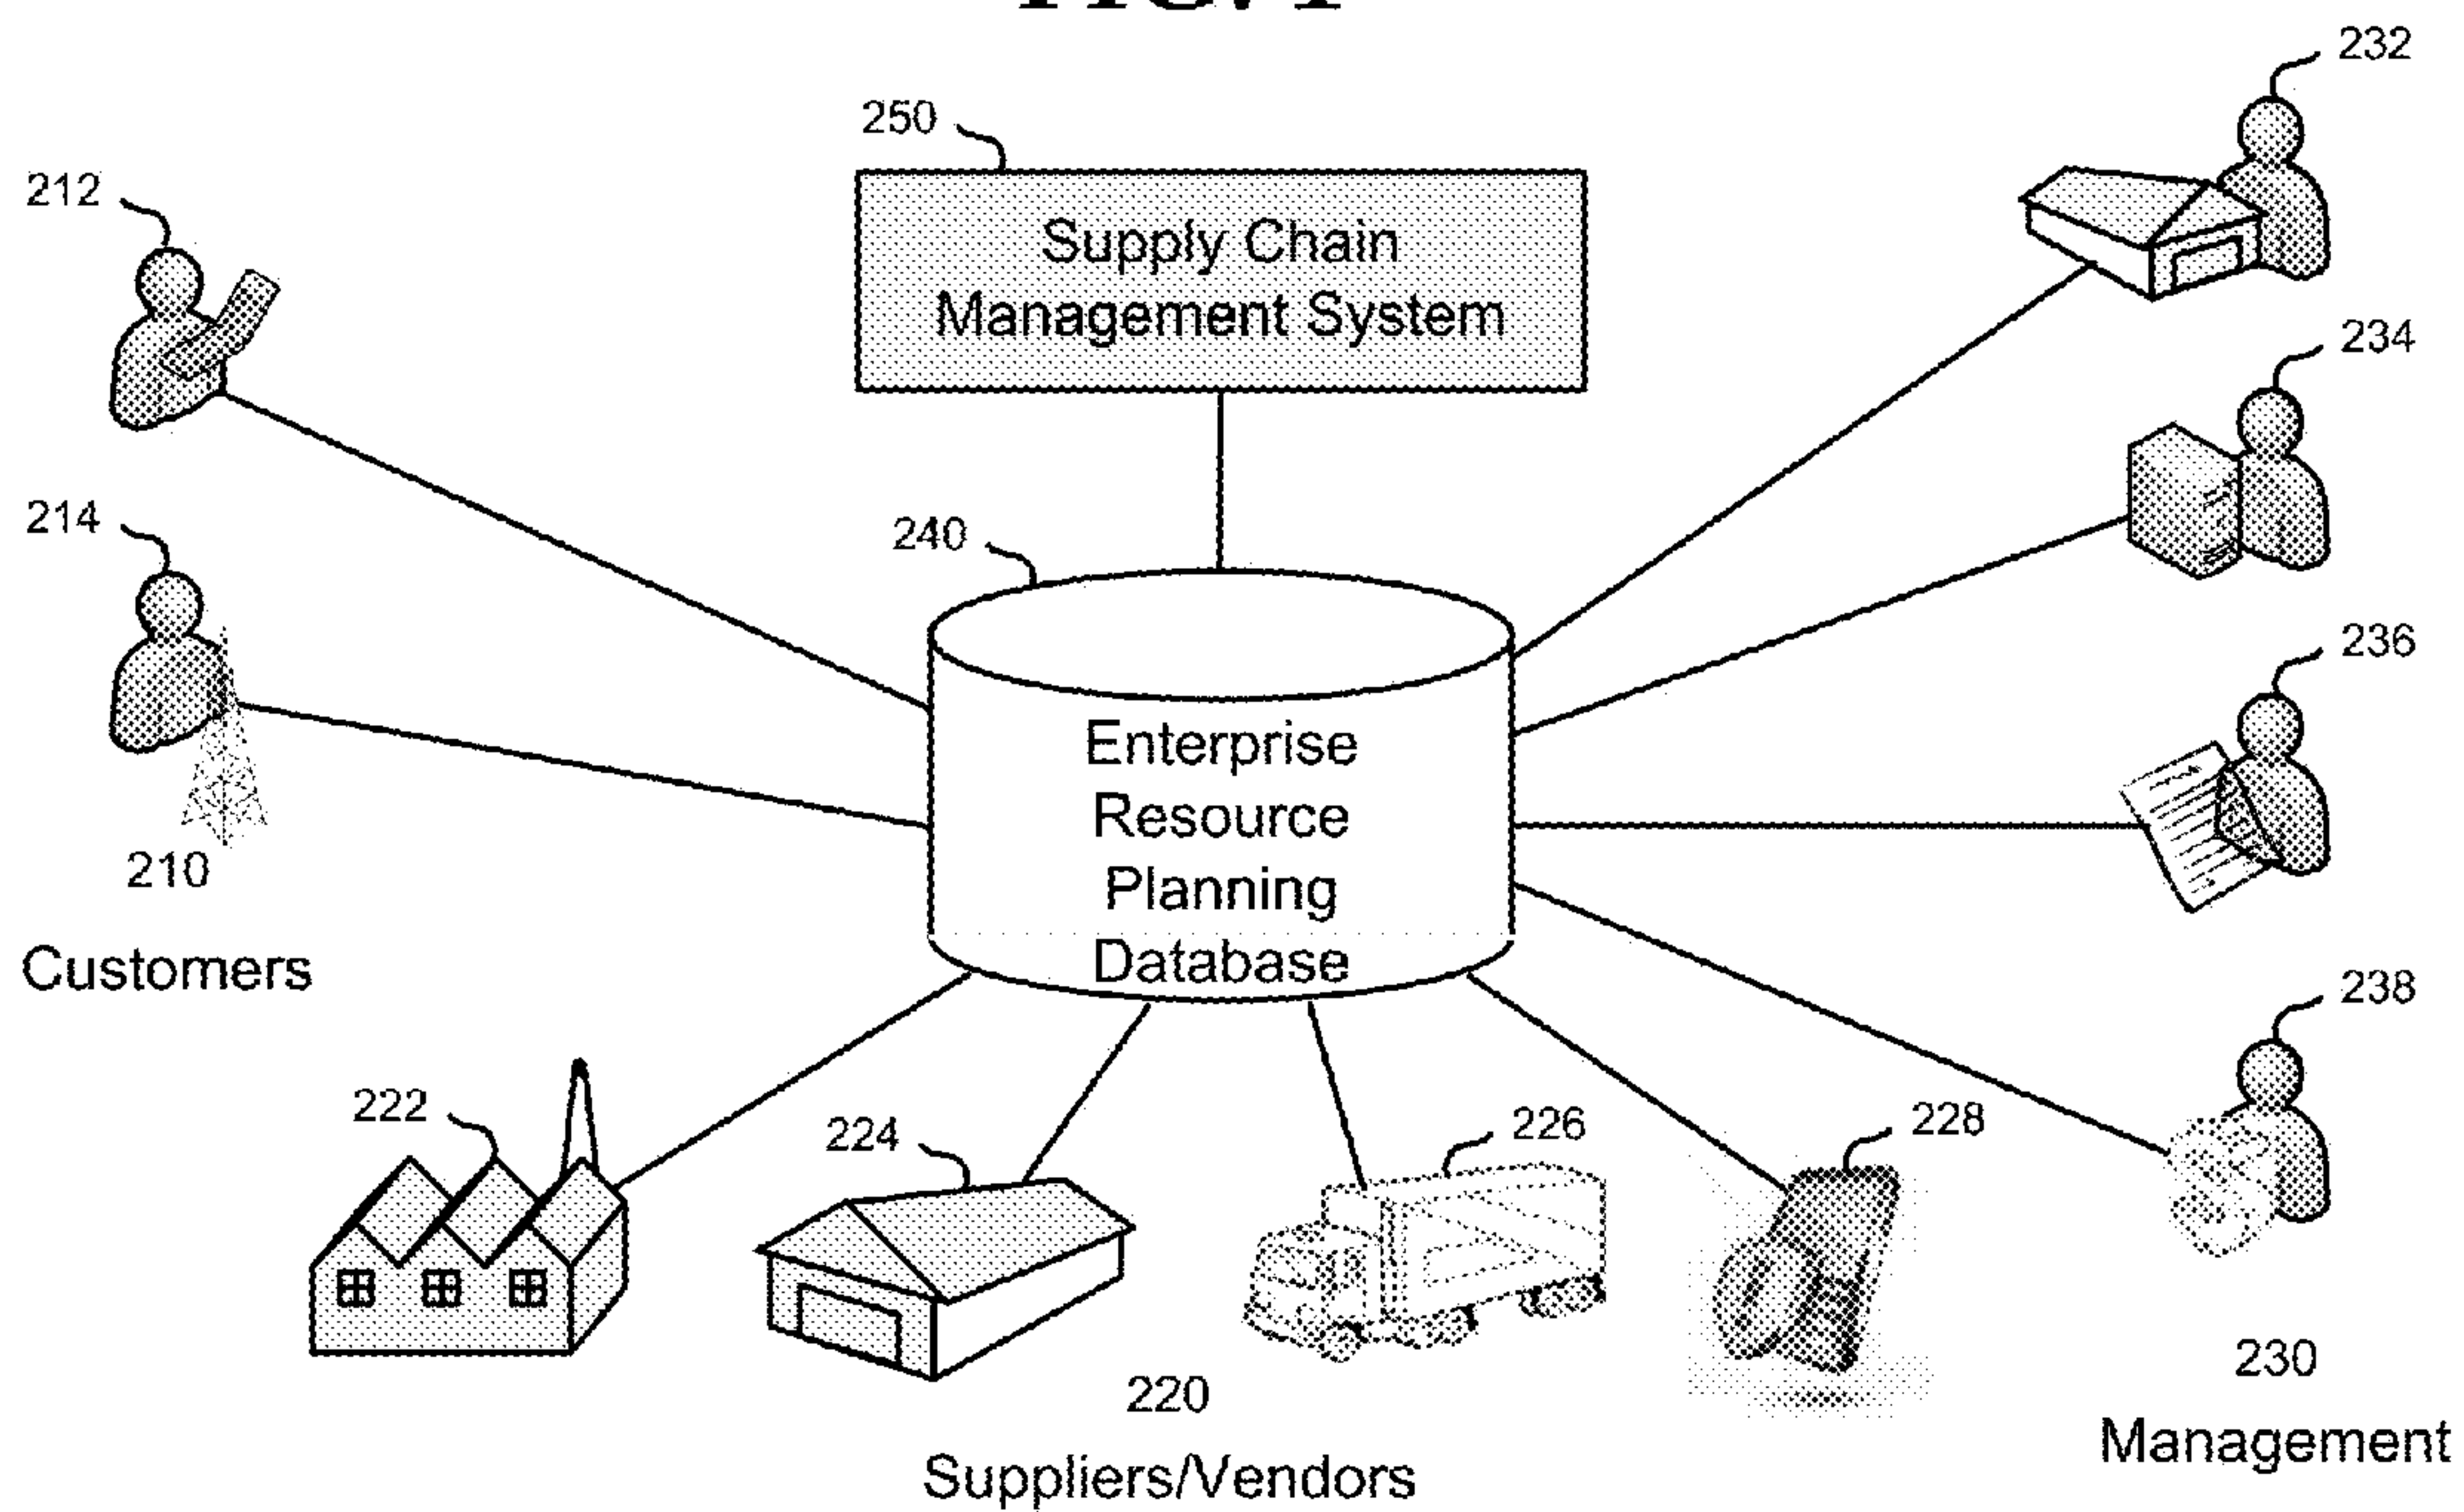 232
250
212
Supply Chain
Management System
234
214
240
236
Enterprise
Resource
Planning
Database
210
Customers
238
222
224
226
228
230
220
Management
Suppliers/Vendors